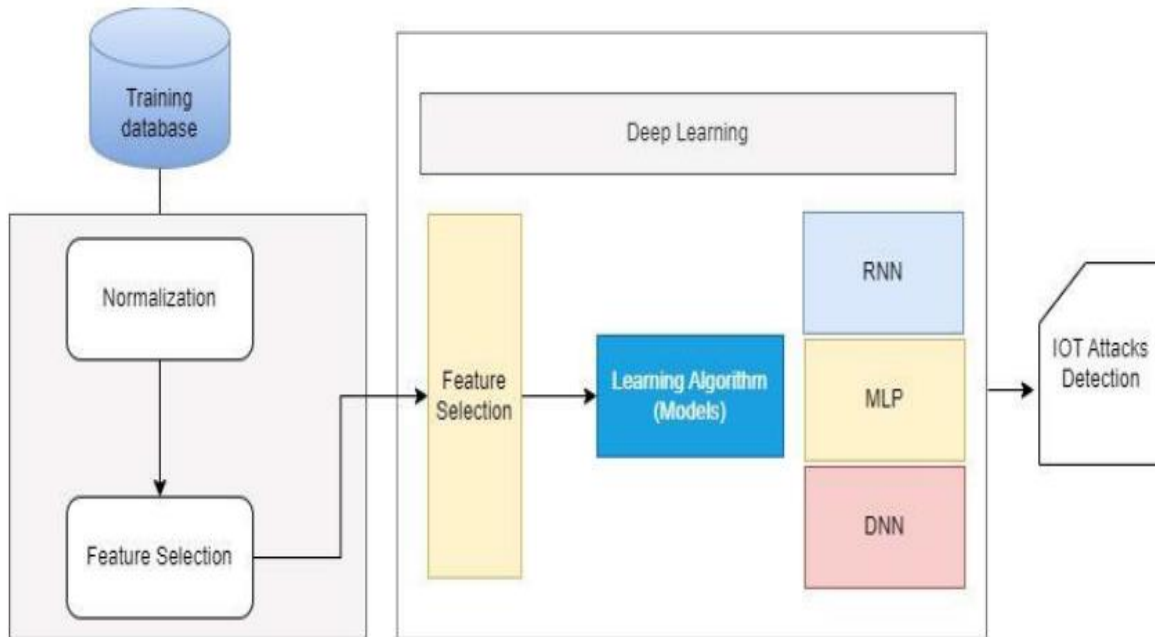 Training
database
Normalization
Feature Selection
Deep Learning
Feature
Selection
Learning Algorithm
(Models)
RNN
MLP
DNN
IOT Attacks
Detection